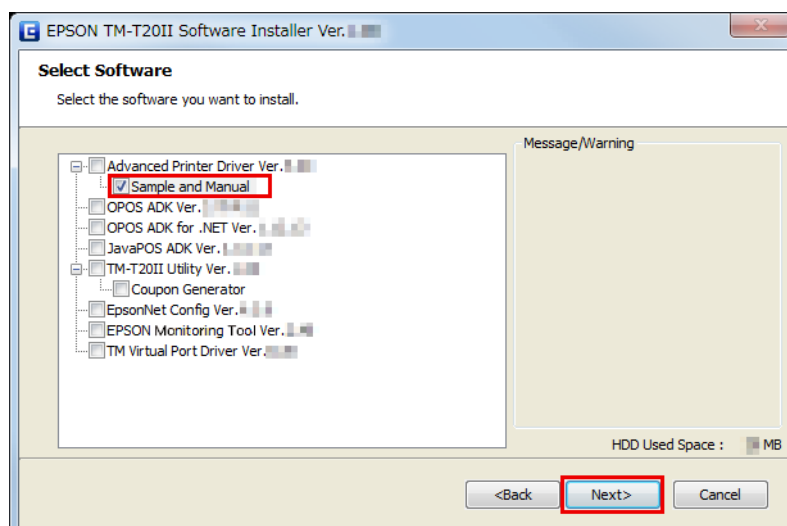 EPSON TM-T20II Software Installer Ver.
Select Software
Select the software you want to install.
Message/Warning
Advanced Printer Driver Ver.
Sample and Manual
OPOS ADK Ver.
OPOS ADK for .NET Ver.
JavaPOS ADK Ver.
TM-T20II Utility Ver.
Coupon Generator
EpsonNet Config Ver.
EPSON Monitoring Tool Ver.
TM Virtual Port Driver Ver.
HDD Used Space : MB
<Back Next> Cancel